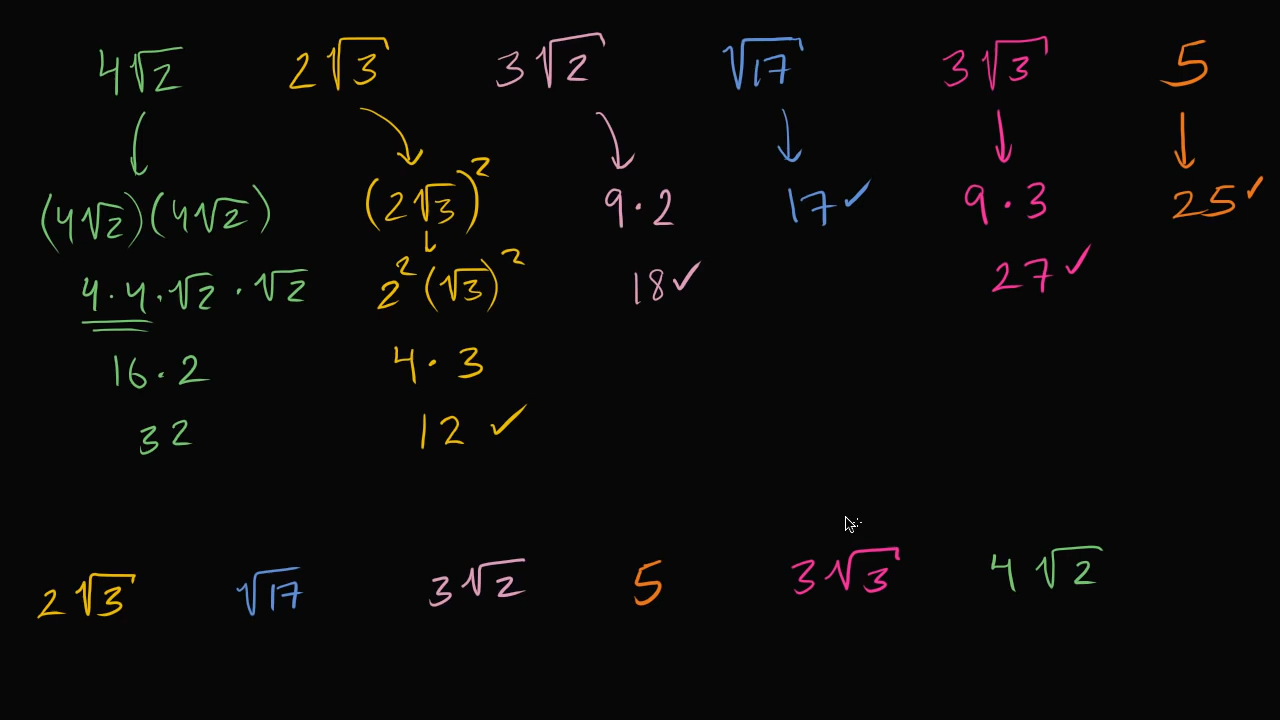 4√2 2√3 3√2 √17 3√3 5
(4√2)(4√2) (2√3)² 9·2 17✓ 9·3 25✓
4·4·√2·√2 2²(√3)² 18✓ 27✓
16·2 4·3
32 12 ✓
2√3 √17 3√2 5 3√3 4√2